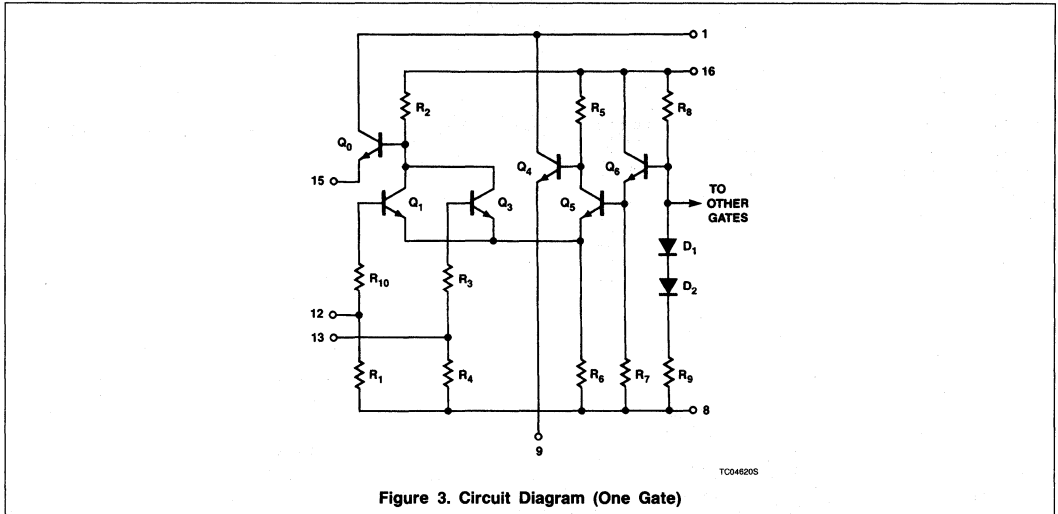 1
16
R2
R5
R8
Q0
Q4
Q6
15
Q1
Q3
Q5
TO
OTHER
GATES
D1
R10
R3
D2
12
13
R1
R4
R6
R7
R9
8
9
TC04620S
Figure 3. Circuit Diagram (One Gate)